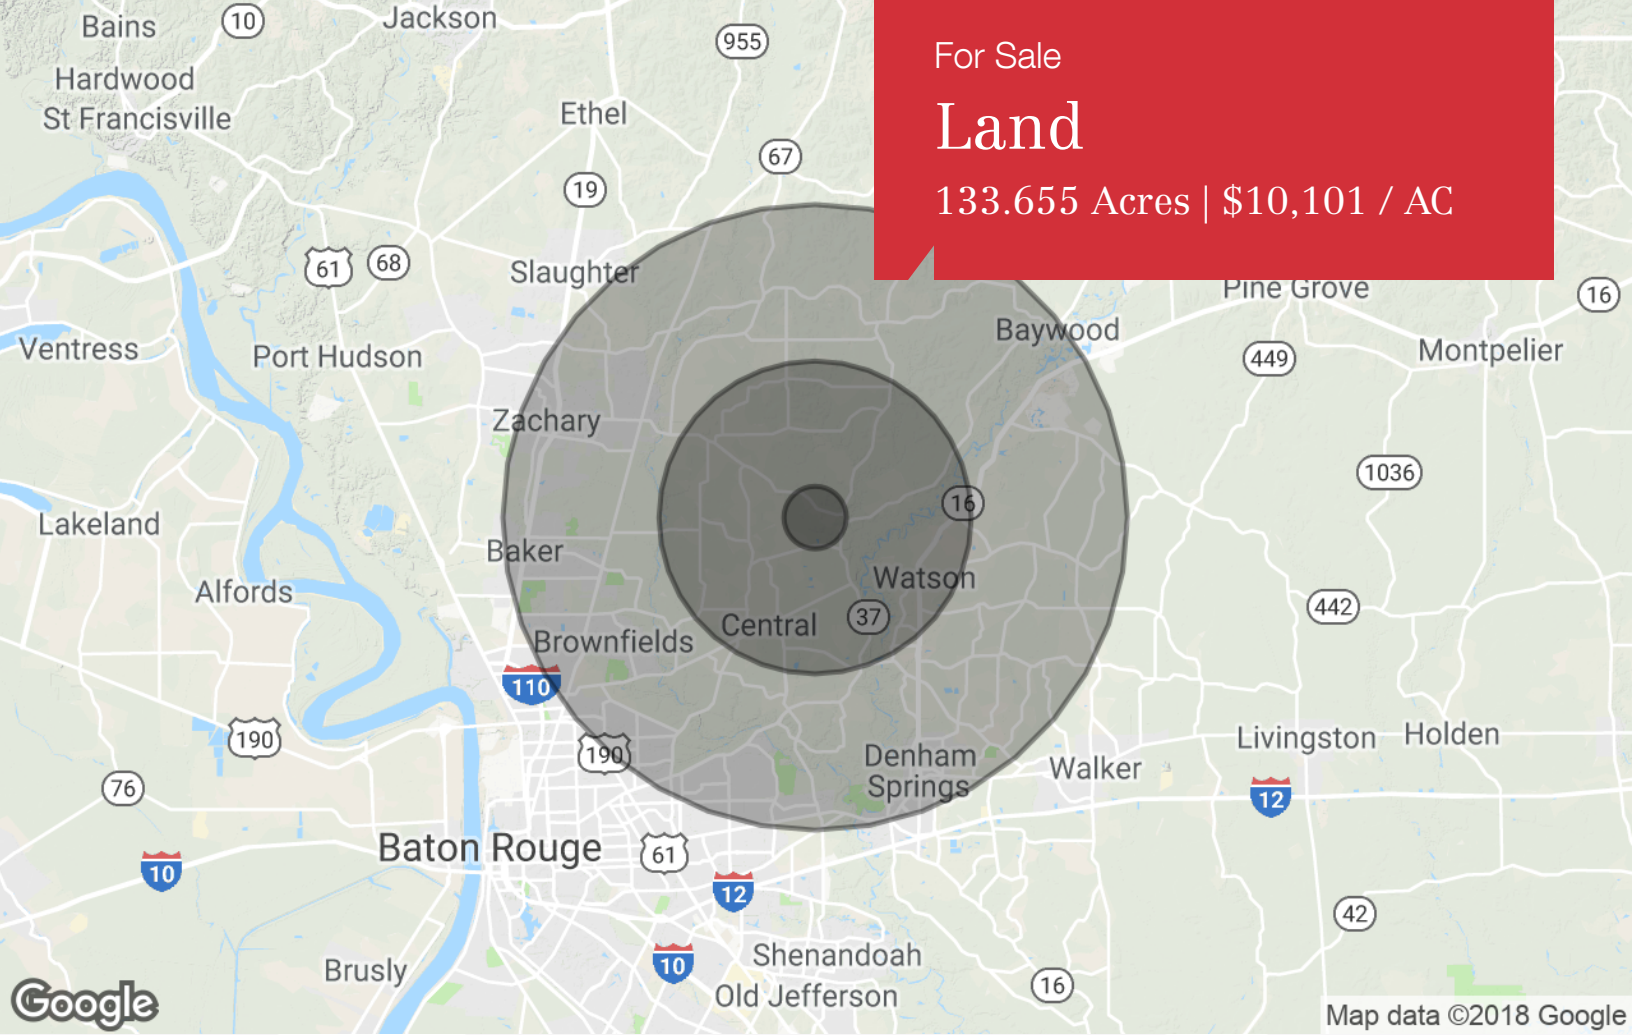 Bains
10
Jackson
955
For Sale
Hardwood
Land
St Francisville
Ethel
67
19
133.655 Acres | $10,101 / AC
61
68
Slaughter
Pine Grove
16
Baywood
Ventress
Port Hudson
449
Montpelier
Zachary
1036
16
Lakeland
Baker
Watson
Alfords
442
37
Central
Brownfields
110
190
190
Livingston
Holden
Denham
Springs
Walker
76
12
Baton Rouge
61
10
12
42
Shenandoah
10
Brusly
16
Old Jefferson
Google
Map data ©2018 Google